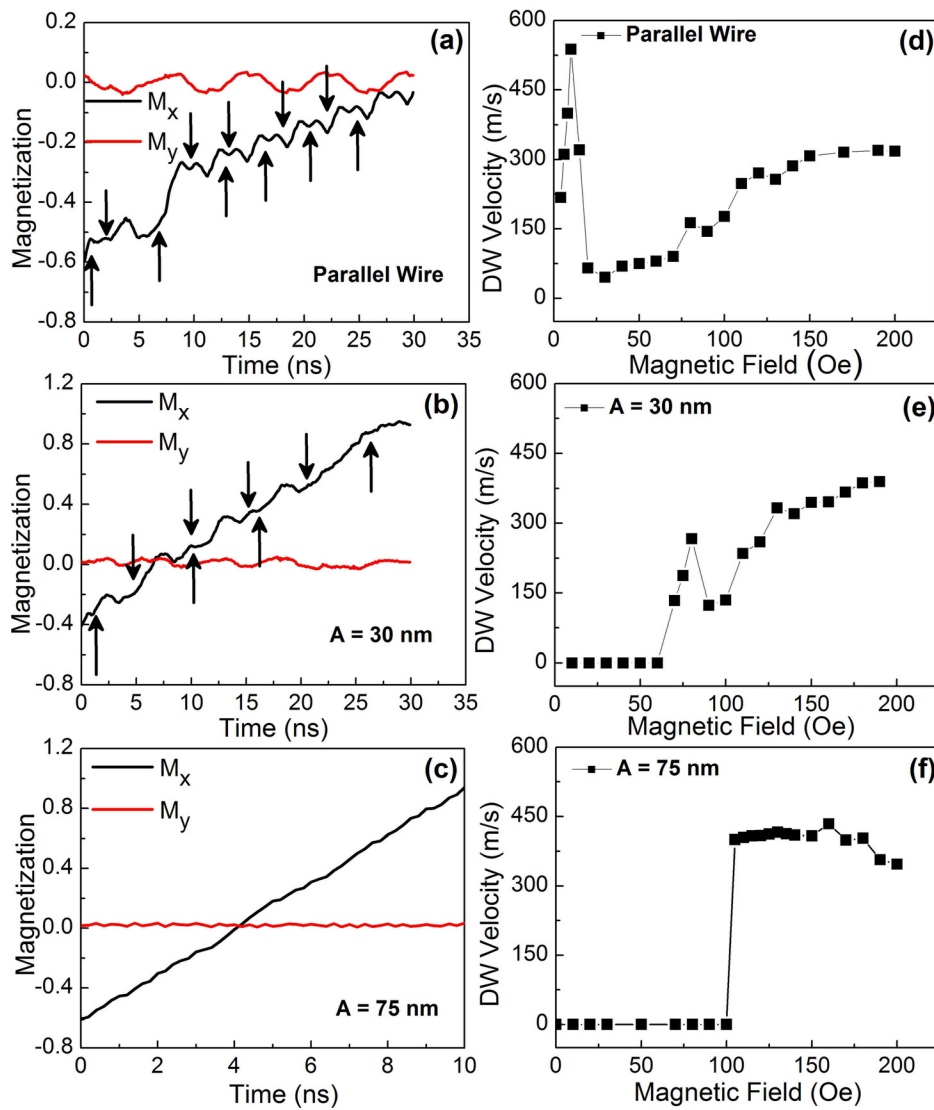 (a)
0.2
0.0
-0.2
-0.4
-0.6
-0.8
Magnetization
Mx
My
Parallel Wire
0 5 10 15 20 25 30 35
Time (ns)
(d)
Parallel Wire
600
450
300
150
0
DW Velocity (m/s)
0 50 100 150 200
Magnetic Field (Oe)
(b)
1.2
0.8
0.4
0.0
-0.4
-0.8
Magnetization
Mx
My
A = 30 nm
0 5 10 15 20 25 30 35
Time (ns)
(e)
A = 30 nm
600
450
300
150
0
DW Velocity (m/s)
0 50 100 150 200
Magnetic Field (Oe)
(c)
1.2
0.8
0.4
0.0
-0.4
-0.8
Magnetization
Mx
My
A = 75 nm
0 2 4 6 8 10
Time (ns)
(f)
A = 75 nm
600
450
300
150
0
DW Velocity (m/s)
0 50 100 150 200
Magnetic Field (Oe)